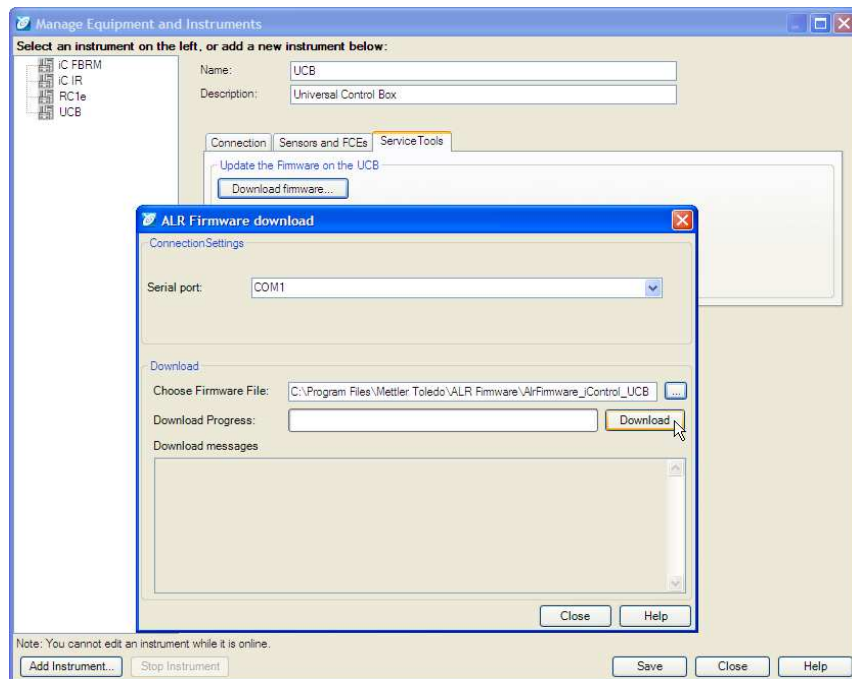 Manage Equipment and Instruments
Select an instrument on the left, or add a new instrument below:
iC FBRM
iC IR
RC1e
UCB
Name: UCB
Description: Universal Control Box
Connection Sensors and FCEs Service Tools
Update the Firmware on the UCB
Download firmware...
ALR Firmware download
Connection Settings
Serial port: COM1
Download
Choose Firmware File: C:\Program Files\Mettler Toledo\ALR Firmware\AlrFirmware_iControl_UCB ...
Download Progress: Download
Download messages
Close Help
Note: You cannot edit an instrument while it is online.
Add Instrument... Stop Instrument Save Close Help